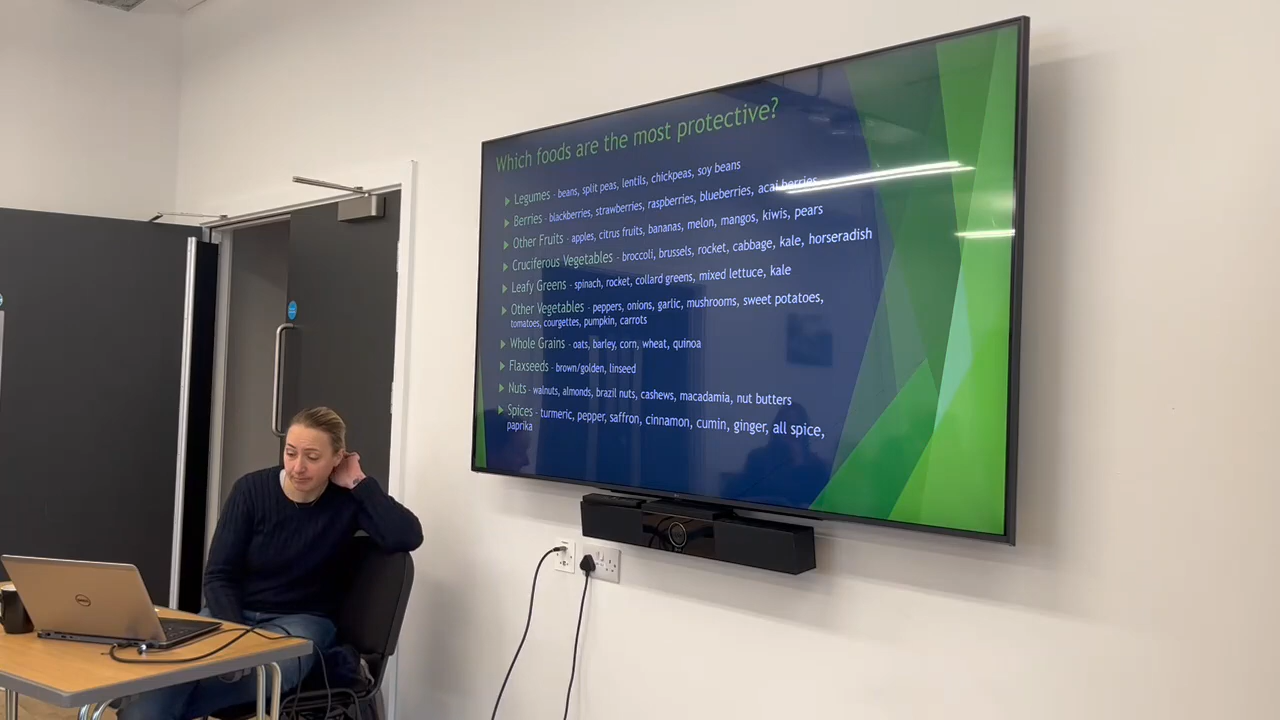 Which foods are the most protective?
Legumes - beans, split peas, lentils, chickpeas, soy beans
Berries - blackberries, strawberries, raspberries, blueberries, acai berries
Other Fruits - apples, citrus fruits, bananas, melon, mangos, kiwis, pears
Cruciferous Vegetables - broccoli, brussels, rocket, cabbage, kale, horseradish
Leafy Greens - spinach, rocket, collard greens, mixed lettuce, kale
Other Vegetables - peppers, onions, garlic, mushrooms, sweet potatoes,
tomatoes, courgettes, pumpkin, carrots
Whole Grains - oats, barley, corn, wheat, quinoa
Flaxseeds - brown/golden, linseed
Nuts - walnuts, almonds, brazil nuts, cashews, macadamia, nut butters
Spices - turmeric, pepper, saffron, cinnamon, cumin, ginger, all spice,
paprika
DELL